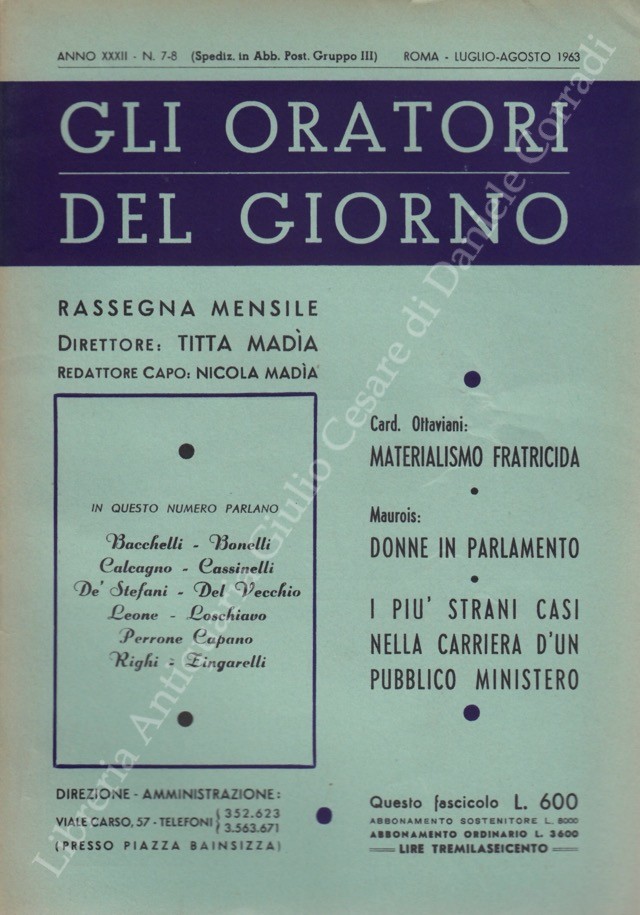 ANNO XXXII - N. 7-8 (Spediz. in Abb. Post. Gruppo III) ROMA - LUGLIO-AGOSTO 1963
GLI ORATORI
DEL GIORNO
RASSEGNA MENSILE
DIRETTORE: TITTA MADÌA
REDATTORE CAPO: NICOLA MADÌA
IN QUESTO NUMERO PARLANO
Bacchelli - Bonelli
Calcagno - Cassinelli
De' Stefani - Del Vecchio
Leone - Loschiavo
Perrone Capano
Righi - Zingarelli
Card. Ottaviani:
MATERIALISMO FRATRICIDA
Maurois:
DONNE IN PARLAMENTO
I PIU' STRANI CASI
NELLA CARRIERA D'UN
PUBBLICO MINISTERO
DIREZIONE - AMMINISTRAZIONE:
VIALE CARSO, 57 - TELEFONI { 352.623
3.563.671
(PRESSO PIAZZA BAINSIZZA)
Questo fascicolo L. 600
ABBONAMENTO SOSTENITORE L. 8000
ABBONAMENTO ORDINARIO L. 3600
LIRE TREMILASEICENTO
Libreria Antiquaria Giulio Cesare di Daniele Corradi